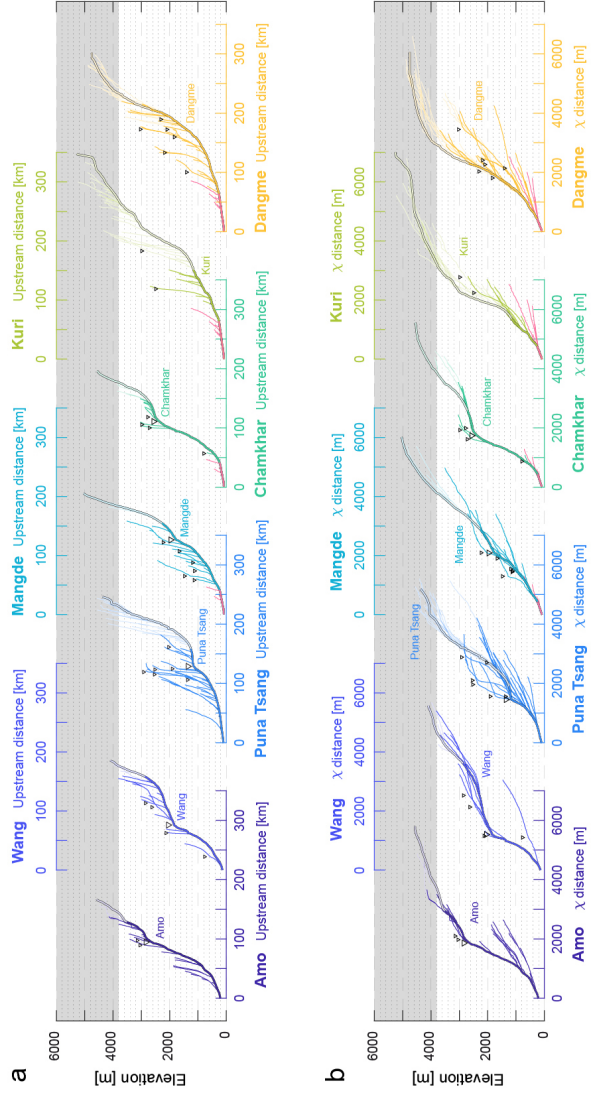 a
Wang Upstream distance [km]
Mangde Upstream distance [km]
Kuri Upstream distance [km]
0 100 200 300
0 100 200 300
0 100 200 300
Elevation [m]
6000
4000
2000
0
Amo
Wang
Puna Tsang
Mangde
Chamkhar
Kuri
Dangme
0 100 200 300
0 100 200 300
0 100 200 300
0 100 200 300
Amo Upstream distance [km]
Puna Tsang Upstream distance [km]
Chamkhar Upstream distance [km]
Dangme Upstream distance [km]
b
Wang χ distance [m]
Mangde χ distance [m]
Kuri χ distance [m]
0 2000 4000 6000
0 2000 4000 6000
0 2000 4000 6000
Elevation [m]
6000
4000
2000
0
Amo
Wang
Puna Tsang
Mangde
Chamkhar
Kuri
Dangme
0 2000 4000 6000
0 2000 4000 6000
0 2000 4000 6000
0 2000 4000 6000
Amo χ distance [m]
Puna Tsang χ distance [m]
Chamkhar χ distance [m]
Dangme χ distance [m]